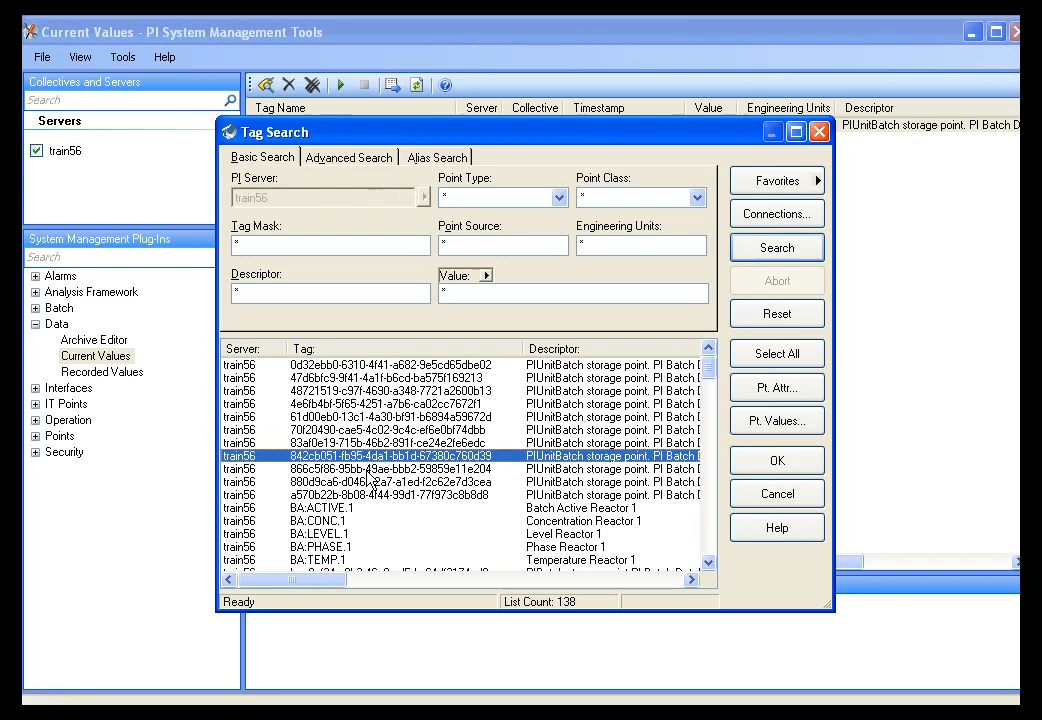 Current Values - PI System Management Tools
File View Tools Help
Collectives and Servers
Search
Servers
train56
Tag Name Server Collective Timestamp Value Engineering Units Descriptor
PIUnitBatch storage point. PI Batch D
System Management Plug-Ins
Search
Alarms
Analysis Framework
Batch
Data
Archive Editor
Current Values
Recorded Values
Interfaces
IT Points
Operation
Points
Security
Tag Search
Basic Search Advanced Search Alias Search
PI Server: Point Type: Point Class:
train56 * *
Tag Mask: Point Source: Engineering Units:
* * *
Descriptor: Value:
* *
Favorites
Connections...
Search
Abort
Reset
Select All
Pt. Attr...
Pt. Values...
OK
Cancel
Help
Server: Tag: Descriptor:
train56 0d32ebb0-6310-4f41-a682-9e5cd65dbe02 PIUnitBatch storage point. PI Batch D
train56 47d6bfc9-9f41-4a1f-b6cd-ba575f169213 PIUnitBatch storage point. PI Batch D
train56 48721519-c97f-4690-a348-7721a2600b13 PIUnitBatch storage point. PI Batch D
train56 4e6fb4bf-5f65-4251-a7b6-ca02cc7672f1 PIUnitBatch storage point. PI Batch D
train56 61d00eb0-13c1-4a30-bf91-b6894a59672d PIUnitBatch storage point. PI Batch D
train56 70f20490-cae5-4c02-9c4c-ef6e0bf74dbb PIUnitBatch storage point. PI Batch D
train56 83af0e19-715b-46b2-891f-ce24e2fe6edc PIUnitBatch storage point. PI Batch D
train56 842cb051-fb95-4da1-bb1d-67380c760d39 PIUnitBatch storage point. PI Batch D
train56 866c5f86-95bb-49ae-bbb2-59859e11e204 PIUnitBatch storage point. PI Batch D
train56 PIUnitBatch storage point. PI Batch D
train56 a570b22b-8b08-4f44-99d1-77f973c8b8d8 PIUnitBatch storage point. PI Batch D
train56 BA:ACTIVE.1 Batch Active Reactor 1
train56 BA:CONC.1 Concentration Reactor 1
train56 BA:LEVEL.1 Level Reactor 1
train56 BA:PHASE.1 Phase Reactor 1
train56 BA:TEMP.1 Temperature Reactor 1
Ready List Count: 138